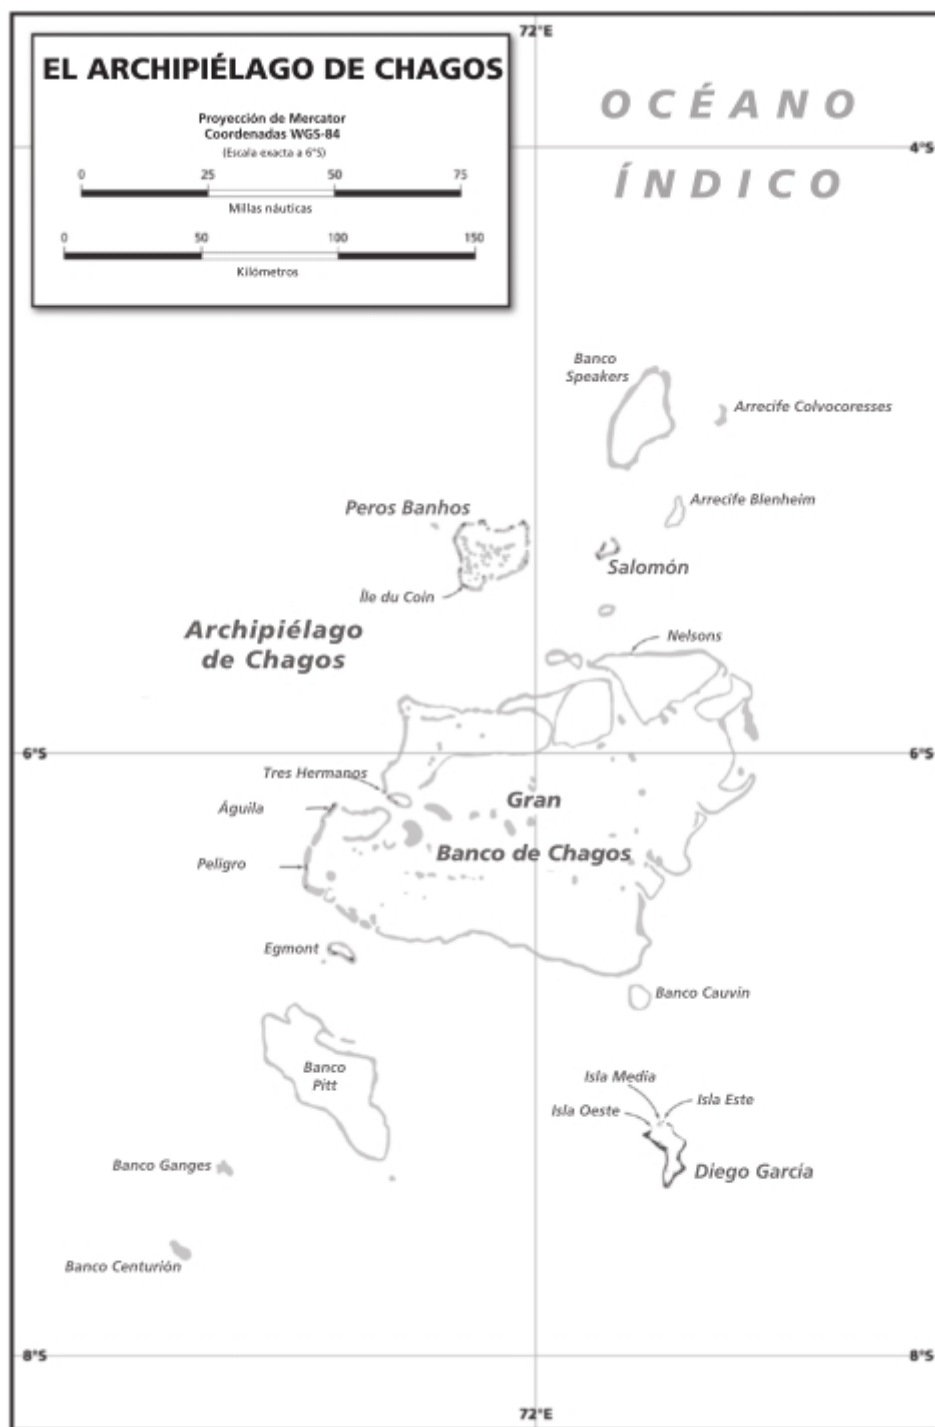 72°E
EL ARCHIPIÉLAGO DE CHAGOS
Proyección de Mercator
Coordenadas WGS-84
(Escala exacta a 6°S)
0 25 50 75
Millas náuticas
0 50 100 150
Kilómetros
OCÉANO
4°S
ÍNDICO
Banco
Speakers
Arrecife Colvocoresses
Arrecife Blenheim
Peros Banhos
Salomón
Île du Coin
Archipiélago
de Chagos
Nelsons
6°S
6°S
Tres Hermanos
Gran
Águila
Banco de Chagos
Peligro
Egmont
Banco Cauvin
Banco
Pitt
Isla Media
Isla Este
Isla Oeste
Banco Ganges
Diego García
Banco Centurión
8°S
8°S
72°E